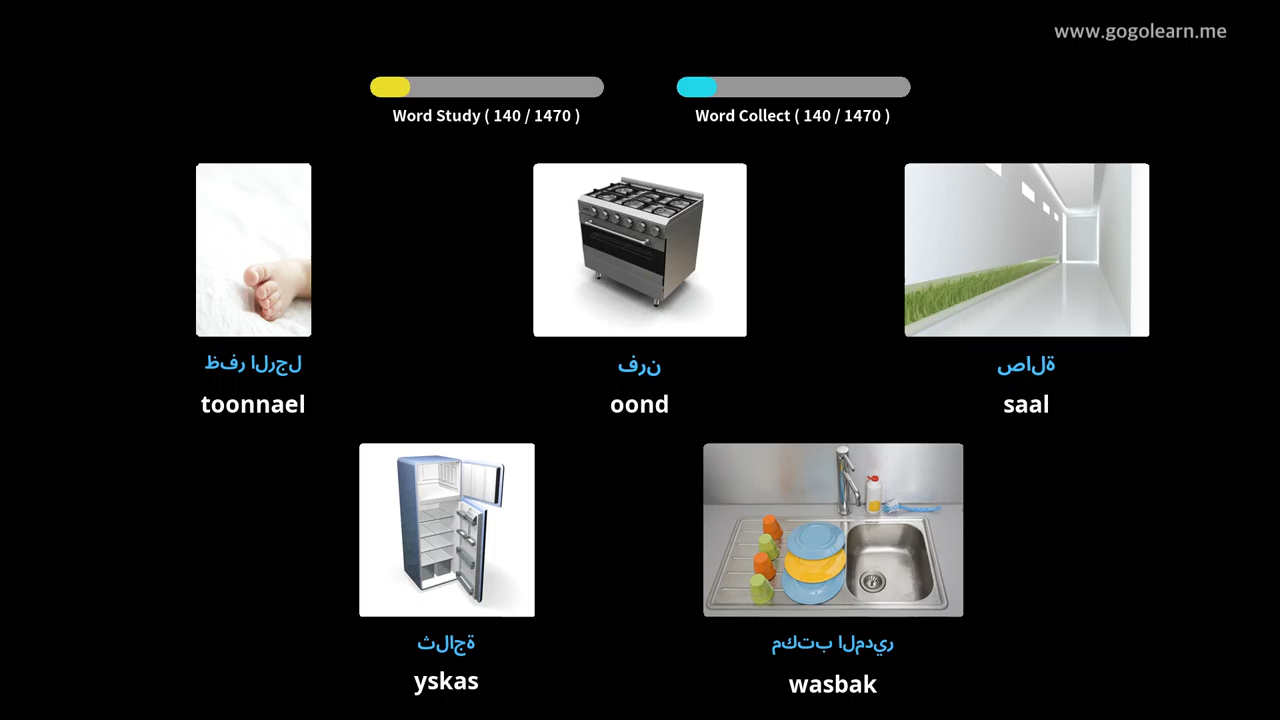 www.gogolearn.me
Word Study ( 140 / 1470 )
Word Collect ( 140 / 1470 )
ظفر الرجل
toonnael
فرن
oond
صالة
saal
ثلاجة
yskas
مكتب المدير
wasbak